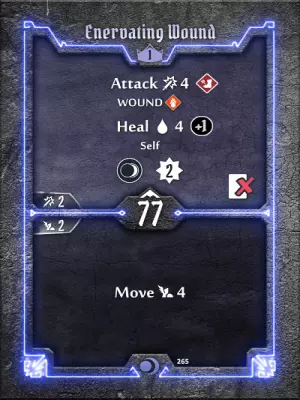 Enervating Wound
1
Attack 4
WOUND
Heal 4 +1
Self
2
2
77
2
Move 4
265